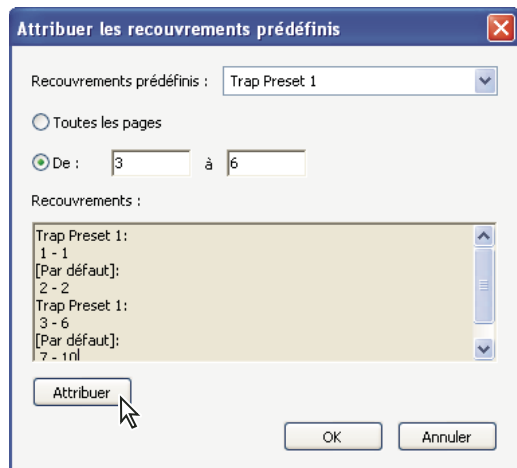 Attribuer les recouvrements prédéfinis
Recouvrements prédéfinis : Trap Preset 1
Toutes les pages
De : 3 à 6
Recouvrements :
Trap Preset 1:
1 - 1
[Par défaut]:
2 - 2
Trap Preset 1:
3 - 6
[Par défaut]:
7 - 10
Attribuer
OK Annuler